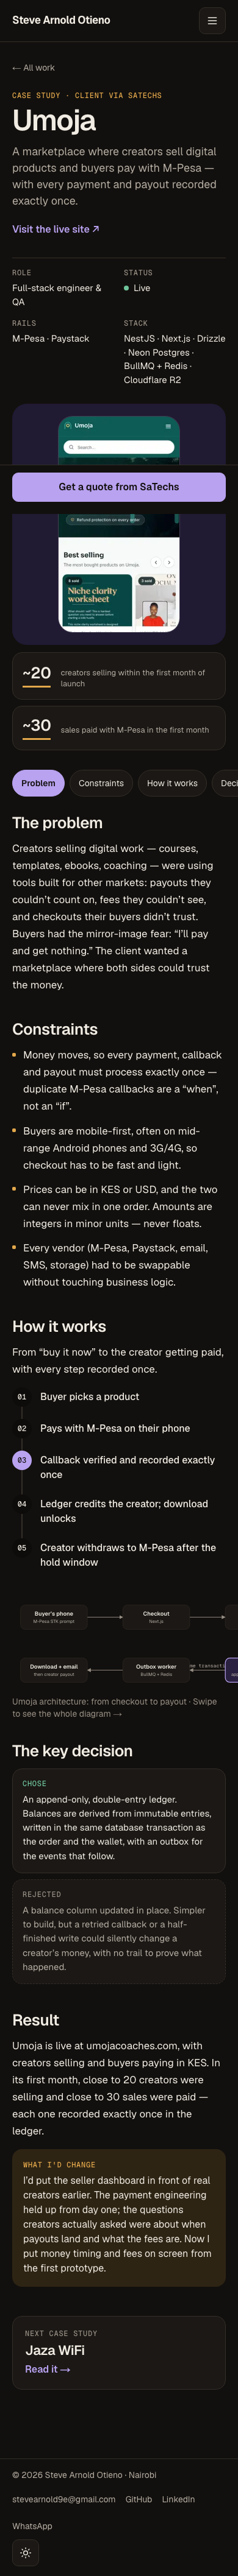 Steve Arnold Otieno
← All work
CASE STUDY · CLIENT VIA SATECHS
Umoja
A marketplace where creators sell digital
products and buyers pay with M-Pesa —
with every payment and payout recorded
exactly once.
Visit the live site ↗
ROLE
Full-stack engineer &
QA
STATUS
Live
RAILS
M-Pesa · Paystack
STACK
NestJS · Next.js · Drizzle
· Neon Postgres ·
BullMQ + Redis ·
Cloudflare R2
Umoja
Search...
Get a quote from SaTechs
Refund protection on every order
Best selling
The most bought products on Umoja.
5 sold
3 sold
Niche clarity
worksheet
~20
creators selling within the first month of
launch
~30
sales paid with M-Pesa in the first month
Problem
Constraints
How it works
Deci
The problem
Creators selling digital work — courses,
templates, ebooks, coaching — were using
tools built for other markets: payouts they
couldn't count on, fees they couldn't see,
and checkouts their buyers didn't trust.
Buyers had the mirror-image fear: "I'll pay
and get nothing." The client wanted a
marketplace where both sides could trust
the money.
Constraints
Money moves, so every payment, callback
and payout must process exactly once —
duplicate M-Pesa callbacks are a "when",
not an "if".
Buyers are mobile-first, often on mid-
range Android phones and 3G/4G, so
checkout has to be fast and light.
Prices can be in KES or USD, and the two
can never mix in one order. Amounts are
integers in minor units — never floats.
Every vendor (M-Pesa, Paystack, email,
SMS, storage) had to be swappable
without touching business logic.
How it works
From "buy it now" to the creator getting paid,
with every step recorded once.
01 Buyer picks a product
02 Pays with M-Pesa on their phone
03 Callback verified and recorded exactly
once
04 Ledger credits the creator; download
unlocks
05 Creator withdraws to M-Pesa after the
hold window
Buyer's phone
M-Pesa STK prompt
Checkout
Next.js
Download + email
then creator payout
Outbox worker
BullMQ + Redis
Umoja architecture: from checkout to payout · Swipe
to see the whole diagram →
The key decision
CHOSE
An append-only, double-entry ledger.
Balances are derived from immutable entries,
written in the same database transaction as
the order and the wallet, with an outbox for
the events that follow.
REJECTED
A balance column updated in place. Simpler
to build, but a retried callback or a half-
finished write could silently change a
creator's money, with no trail to prove what
happened.
Result
Umoja is live at umojacoaches.com, with
creators selling and buyers paying in KES. In
its first month, close to 20 creators were
selling and close to 30 sales were paid —
each one recorded exactly once in the
ledger.
WHAT I'D CHANGE
I'd put the seller dashboard in front of real
creators earlier. The payment engineering
held up from day one; the questions
creators actually asked were about when
payouts land and what the fees are. Now I
put money timing and fees on screen from
the first prototype.
NEXT CASE STUDY
Jaza WiFi
Read it →
© 2026 Steve Arnold Otieno · Nairobi
stevearnold9e@gmail.com
GitHub
LinkedIn
WhatsApp